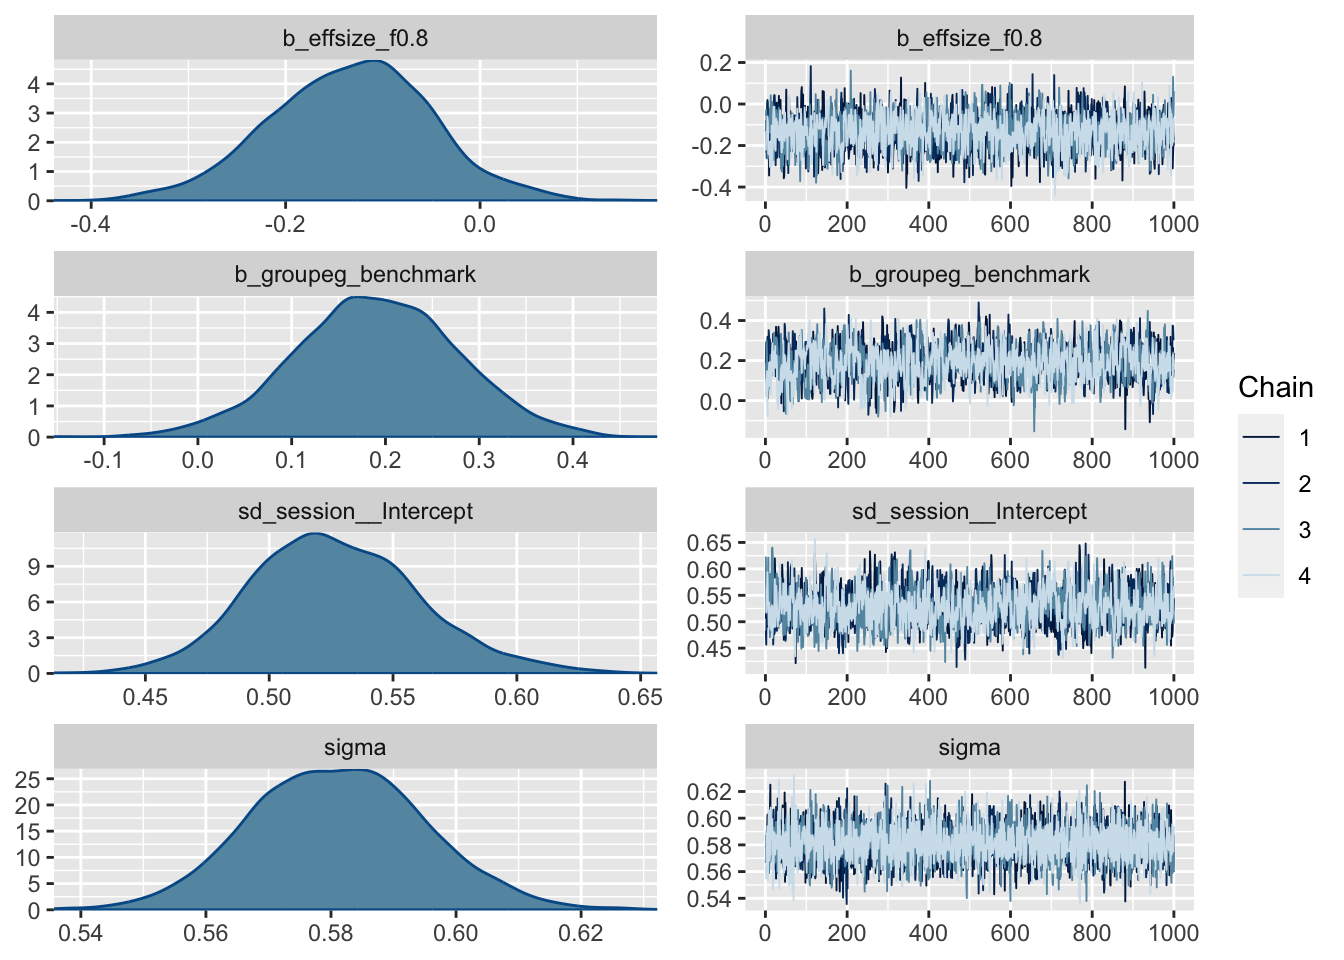 b_effsize_f0.8
4
3
2
1
0
-0.4 -0.2 0.0
b_effsize_f0.8
0.2
0.0
-0.2
-0.4
0 200 400 600 800 1000
b_groupeg_benchmark
4
3
2
1
0
-0.1 0.0 0.1 0.2 0.3 0.4
b_groupeg_benchmark
0.4
0.2
0.0
0 200 400 600 800 1000
sd_session__Intercept
9
6
3
0
0.45 0.50 0.55 0.60 0.65
sd_session__Intercept
0.65
0.60
0.55
0.50
0.45
0 200 400 600 800 1000
sigma
25
20
15
10
5
0
0.54 0.56 0.58 0.60 0.62
sigma
0.62
0.60
0.58
0.56
0.54
0 200 400 600 800 1000
Chain
1
2
3
4